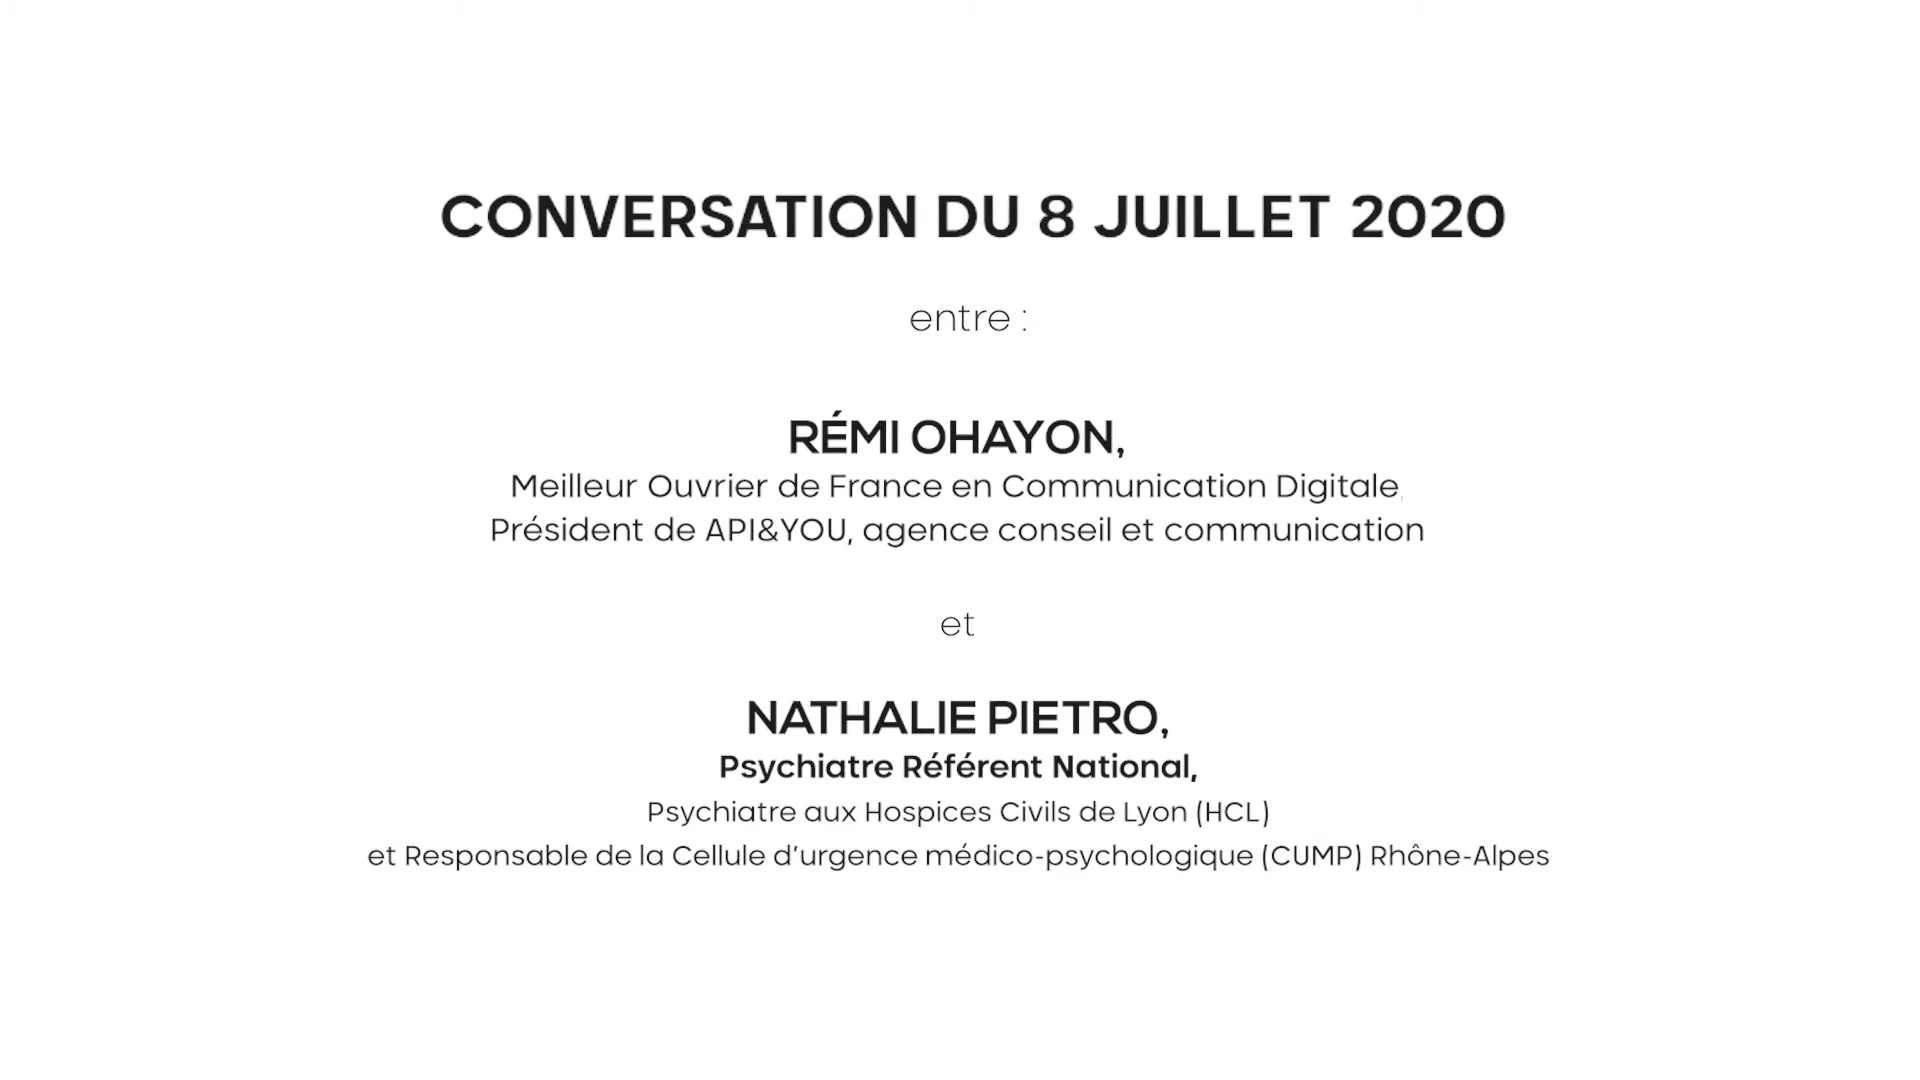 CONVERSATION DU 8 JUILLET 2020
entre :
RÉMI OHAYON,
Meilleur Ouvrier de France en Communication Digitale,
Président de API&YOU, agence conseil et communication
et
NATHALIE PIETRO,
Psychiatre Référent National,
Psychiatre aux Hospices Civils de Lyon (HCL)
et Responsable de la Cellule d’urgence médico-psychologique (CUMP) Rhône-Alpes